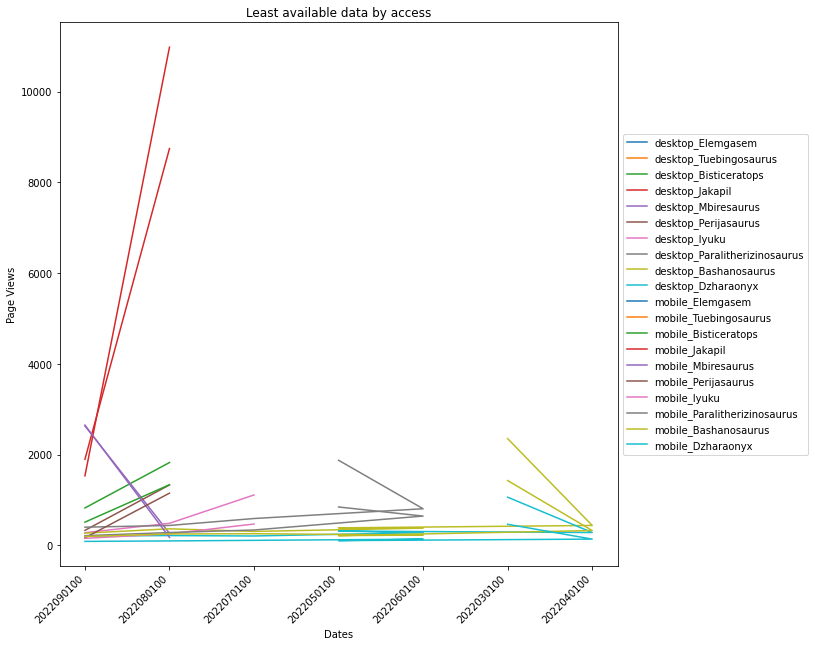 Least available data by access
Page Views
10000
8000
6000
4000
2000
0
2022090100
2022080100
2022070100
2022050100
2022060100
2022030100
2022040100
Dates
desktop_Elemgasem
desktop_Tuebingosaurus
desktop_Bisticeratops
desktop_Jakapil
desktop_Mbiresaurus
desktop_Perijasaurus
desktop_Iyuku
desktop_Paralitherizinosaurus
desktop_Bashanosaurus
desktop_Dzharaonyx
mobile_Elemgasem
mobile_Tuebingosaurus
mobile_Bisticeratops
mobile_Jakapil
mobile_Mbiresaurus
mobile_Perijasaurus
mobile_Iyuku
mobile_Paralitherizinosaurus
mobile_Bashanosaurus
mobile_Dzharaonyx